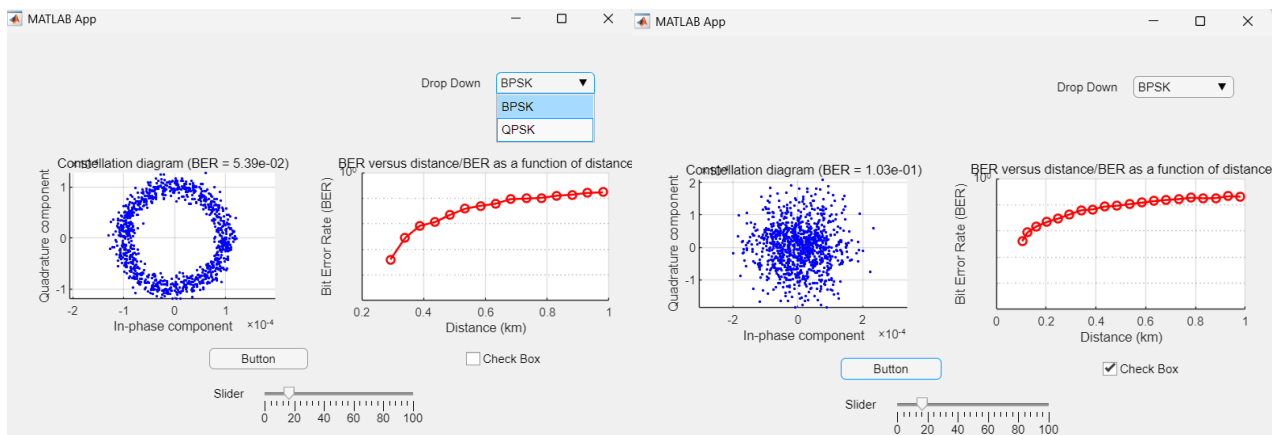 MATLAB App
Drop Down BPSK
BPSK
QPSK
Constellation diagram (BER = 5.39e-02)
Quadrature component
1
0
-1
-2 -1 0 1
In-phase component ×10⁻⁴
BER versus distance/BER as a function of distance
10⁰
Bit Error Rate (BER)
0.2 0.4 0.6 0.8 1
Distance (km)
Button
Check Box
Slider
0 20 40 60 80 100
MATLAB App
Drop Down BPSK
Constellation diagram (BER = 1.03e-01)
Quadrature component
2
1
0
-1
-2 0 2
In-phase component ×10⁻⁴
BER versus distance/BER as a function of distance
10⁰
Bit Error Rate (BER)
0 0.2 0.4 0.6 0.8 1
Distance (km)
Button
Check Box
Slider
0 20 40 60 80 100